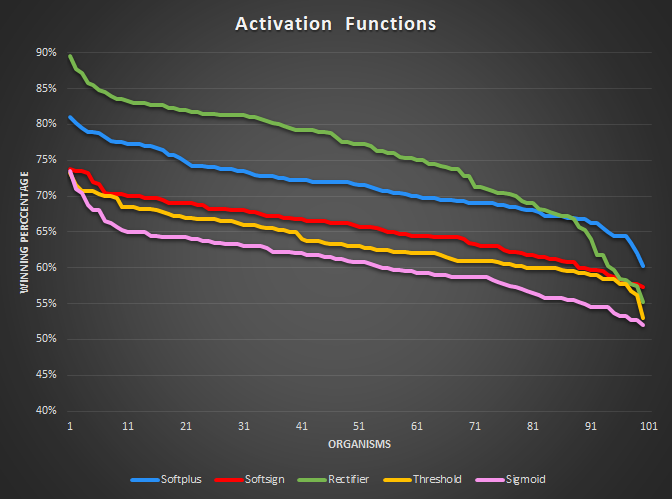 Activation Functions
90%
85%
80%
75%
70%
65%
60%
55%
50%
45%
40%
WINNING PERCCENTAGE
1 11 21 31 41 51 61 71 81 91 101
ORGANISMS
Softplus Softsign Rectifier Threshold Sigmoid